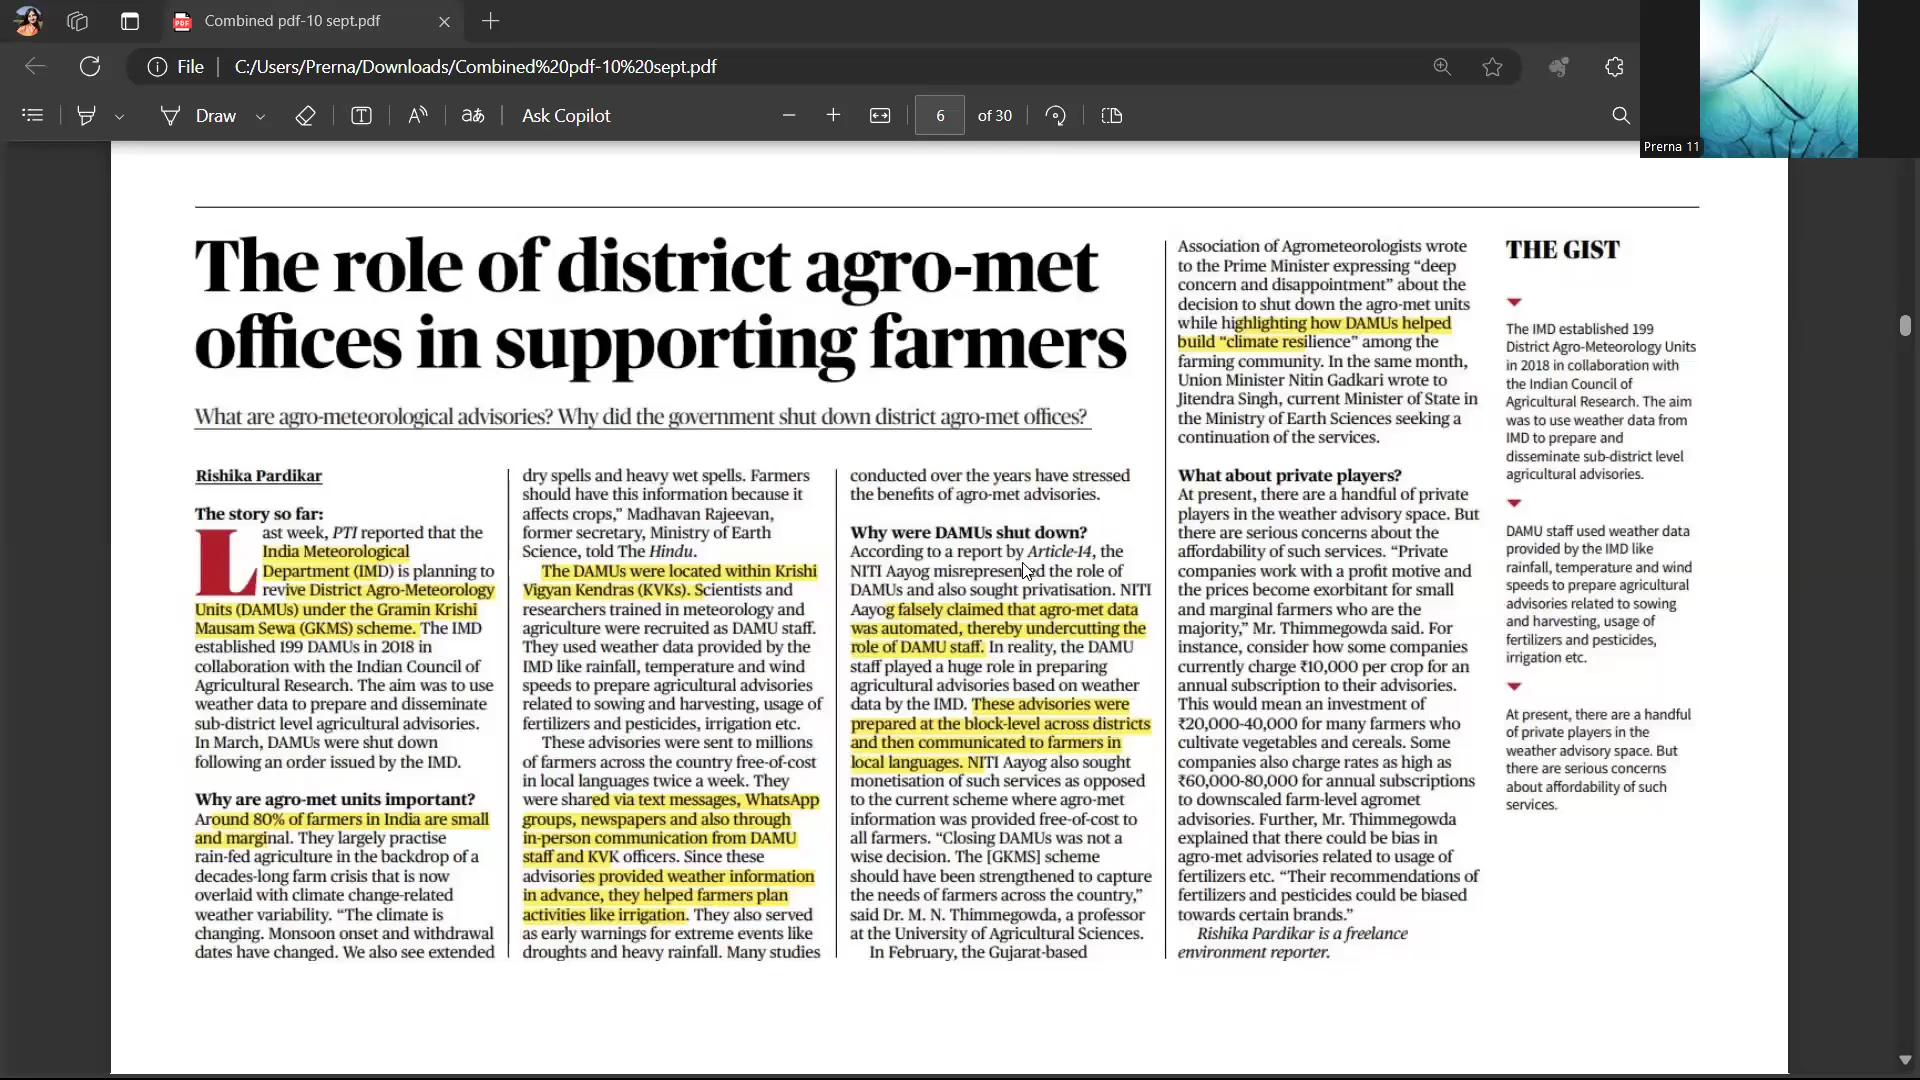 Combined pdf-10 sept.pdf
File
C:/Users/Prerna/Downloads/Combined%20pdf-10%20sept.pdf
Draw
Ask Copilot
6
of 30
Prerna 11
The role of district agro-met
offices in supporting farmers
What are agro-meteorological advisories? Why did the government shut down district agro-met offices?
Rishika Pardikar
The story so far:
Last week, PTI reported that the
India Meteorological
Department (IMD) is planning to
revive District Agro-Meteorology
Units (DAMUs) under the Gramin Krishi
Mausam Sewa (GKMS) scheme. The IMD
established 199 DAMUs in 2018 in
collaboration with the Indian Council of
Agricultural Research. The aim was to use
weather data to prepare and disseminate
sub-district level agricultural advisories.
In March, DAMUs were shut down
following an order issued by the IMD.
Why are agro-met units important?
Around 80% of farmers in India are small
and marginal. They largely practise
rain-fed agriculture in the backdrop of a
decades-long farm crisis that is now
overlaid with climate change-related
weather variability. “The climate is
changing. Monsoon onset and withdrawal
dates have changed. We also see extended
dry spells and heavy wet spells. Farmers
should have this information because it
affects crops,” Madhavan Rajeevan,
former secretary, Ministry of Earth
Science, told The Hindu.
The DAMUs were located within Krishi
Vigyan Kendras (KVKs). Scientists and
researchers trained in meteorology and
agriculture were recruited as DAMU staff.
They used weather data provided by the
IMD like rainfall, temperature and wind
speeds to prepare agricultural advisories
related to sowing and harvesting, usage of
fertilizers and pesticides, irrigation etc.
These advisories were sent to millions
of farmers across the country free-of-cost
in local languages twice a week. They
were shared via text messages, WhatsApp
groups, newspapers and also through
in-person communication from DAMU
staff and KVK officers. Since these
advisories provided weather information
in advance, they helped farmers plan
activities like irrigation. They also served
as early warnings for extreme events like
droughts and heavy rainfall. Many studies
conducted over the years have stressed
the benefits of agro-met advisories.
Why were DAMUs shut down?
According to a report by Article-14, the
NITI Aayog misrepresented the role of
DAMUs and also sought privatisation. NITI
Aayog falsely claimed that agro-met data
was automated, thereby undercutting the
role of DAMU staff. In reality, the DAMU
staff played a huge role in preparing
agricultural advisories based on weather
data by the IMD. These advisories were
prepared at the block-level across districts
and then communicated to farmers in
local languages. NITI Aayog also sought
monetisation of such services as opposed
to the current scheme where agro-met
information was provided free-of-cost to
all farmers. “Closing DAMUs was not a
wise decision. The [GKMS] scheme
should have been strengthened to capture
the needs of farmers across the country,”
said Dr. M. N. Thimmegowda, a professor
at the University of Agricultural Sciences.
In February, the Gujarat-based
Association of Agrometeorologists wrote
to the Prime Minister expressing “deep
concern and disappointment” about the
decision to shut down the agro-met units
while highlighting how DAMUs helped
build “climate resilience” among the
farming community. In the same month,
Union Minister Nitin Gadkari wrote to
Jitendra Singh, current Minister of State in
the Ministry of Earth Sciences seeking a
continuation of the services.
What about private players?
At present, there are a handful of private
players in the weather advisory space. But
there are serious concerns about the
affordability of such services. “Private
companies work with a profit motive and
the prices become exorbitant for small
and marginal farmers who are the
majority,” Mr. Thimmegowda said. For
instance, consider how some companies
currently charge ₹10,000 per crop for an
annual subscription to their advisories.
This would mean an investment of
₹20,000-40,000 for many farmers who
cultivate vegetables and cereals. Some
companies also charge rates as high as
₹60,000-80,000 for annual subscriptions
to downscaled farm-level agromet
advisories. Further, Mr. Thimmegowda
explained that there could be bias in
agro-met advisories related to usage of
fertilizers etc. “Their recommendations of
fertilizers and pesticides could be biased
towards certain brands.”
Rishika Pardikar is a freelance
environment reporter.
THE GIST
The IMD established 199
District Agro-Meteorology Units
in 2018 in collaboration with
the Indian Council of
Agricultural Research. The aim
was to use weather data from
IMD to prepare and
disseminate sub-district level
agricultural advisories.
DAMU staff used weather data
provided by the IMD like
rainfall, temperature and wind
speeds to prepare agricultural
advisories related to sowing
and harvesting, usage of
fertilizers and pesticides,
irrigation etc.
At present, there are a handful
of private players in the
weather advisory space. But
there are serious concerns
about affordability of such
services.